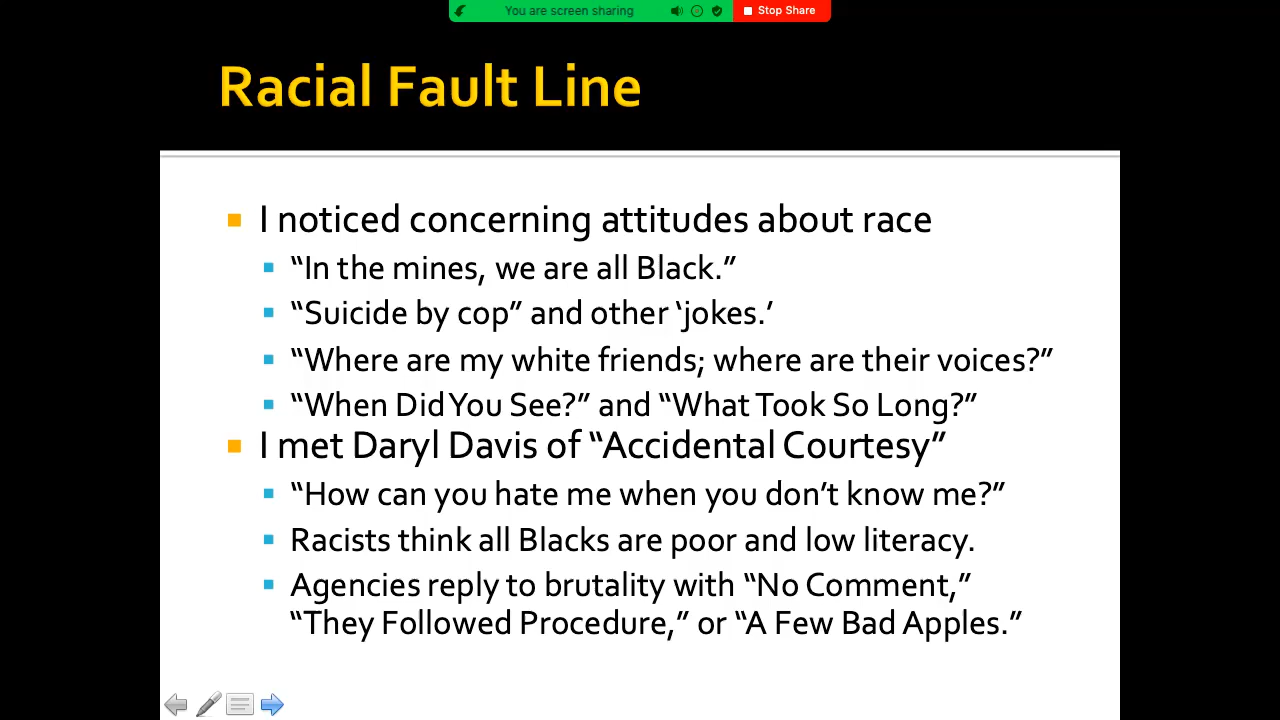 You are screen sharing
Stop Share
Racial Fault Line
I noticed concerning attitudes about race
“In the mines, we are all Black.”
“Suicide by cop” and other ‘jokes.’
“Where are my white friends; where are their voices?”
“When Did You See?” and “What Took So Long?”
I met Daryl Davis of “Accidental Courtesy”
“How can you hate me when you don’t know me?”
Racists think all Blacks are poor and low literacy.
Agencies reply to brutality with “No Comment,”
“They Followed Procedure,” or “A Few Bad Apples.”